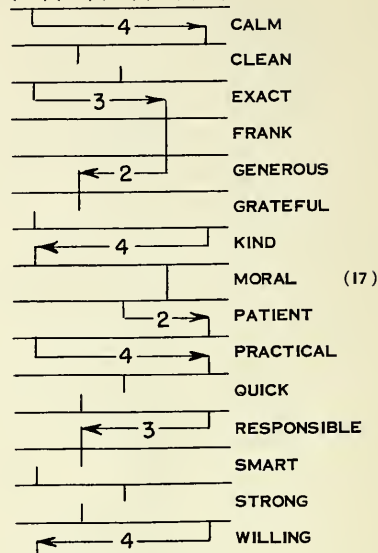 4 CALM
CLEAN
3 EXACT
FRANK
2 GENEROUS
GRATEFUL
4 KIND
MORAL (17)
2 PATIENT
4 PRACTICAL
QUICK
3 RESPONSIBLE
SMART
STRONG
4 WILLING